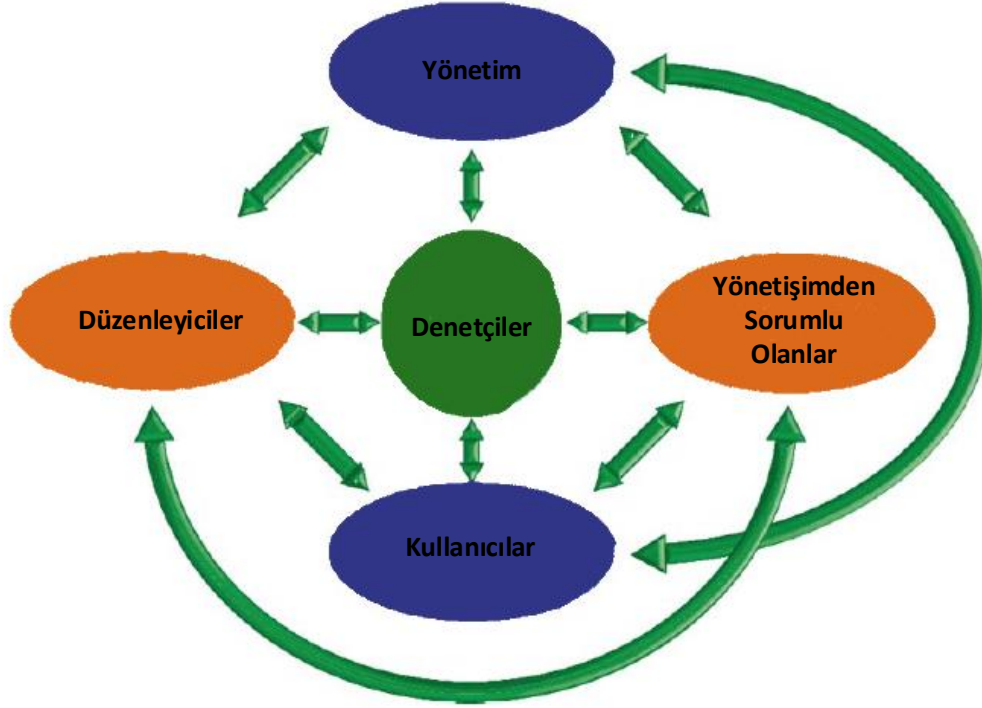 Yönetim
Düzenleyiciler
Denetçiler
Yönetişimden
Sorumlu
Olanlar
Kullanıcılar